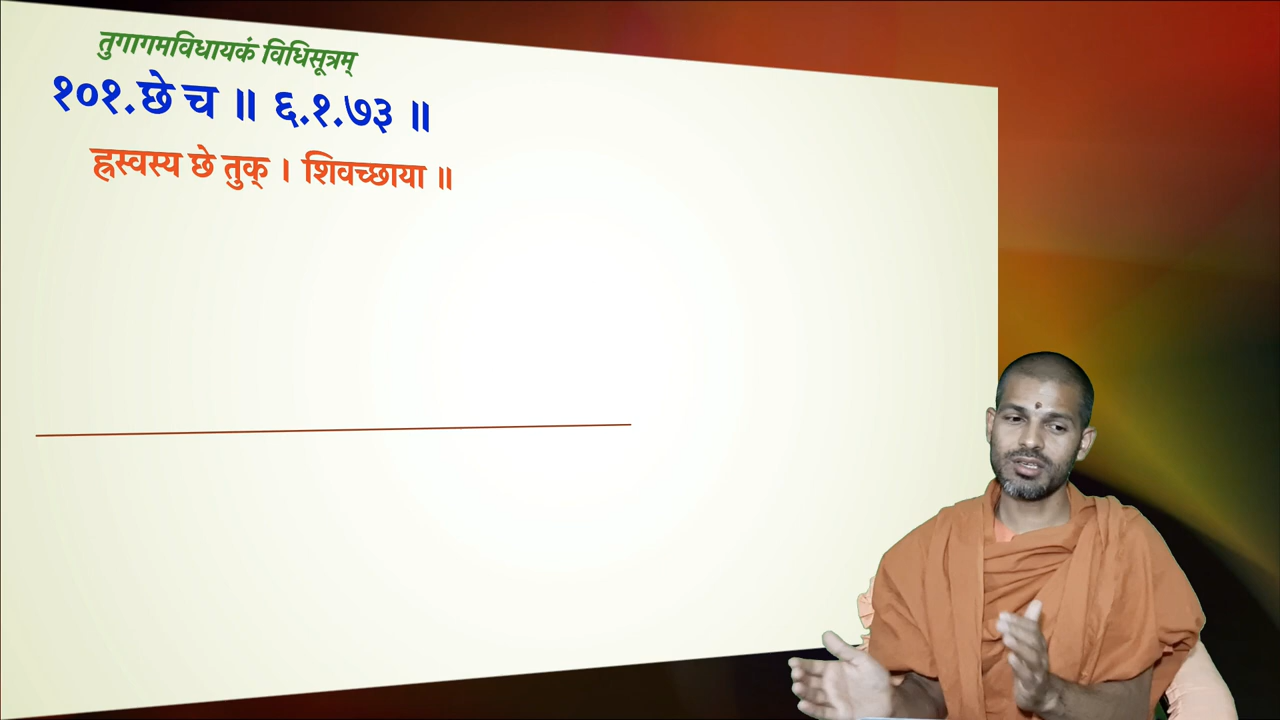 तुगागमविधायकं विधिसूत्रम्
१०१.छे च ॥ ६.१.७३ ॥
ह्रस्वस्य छे तुक् । शिवच्छाया ॥